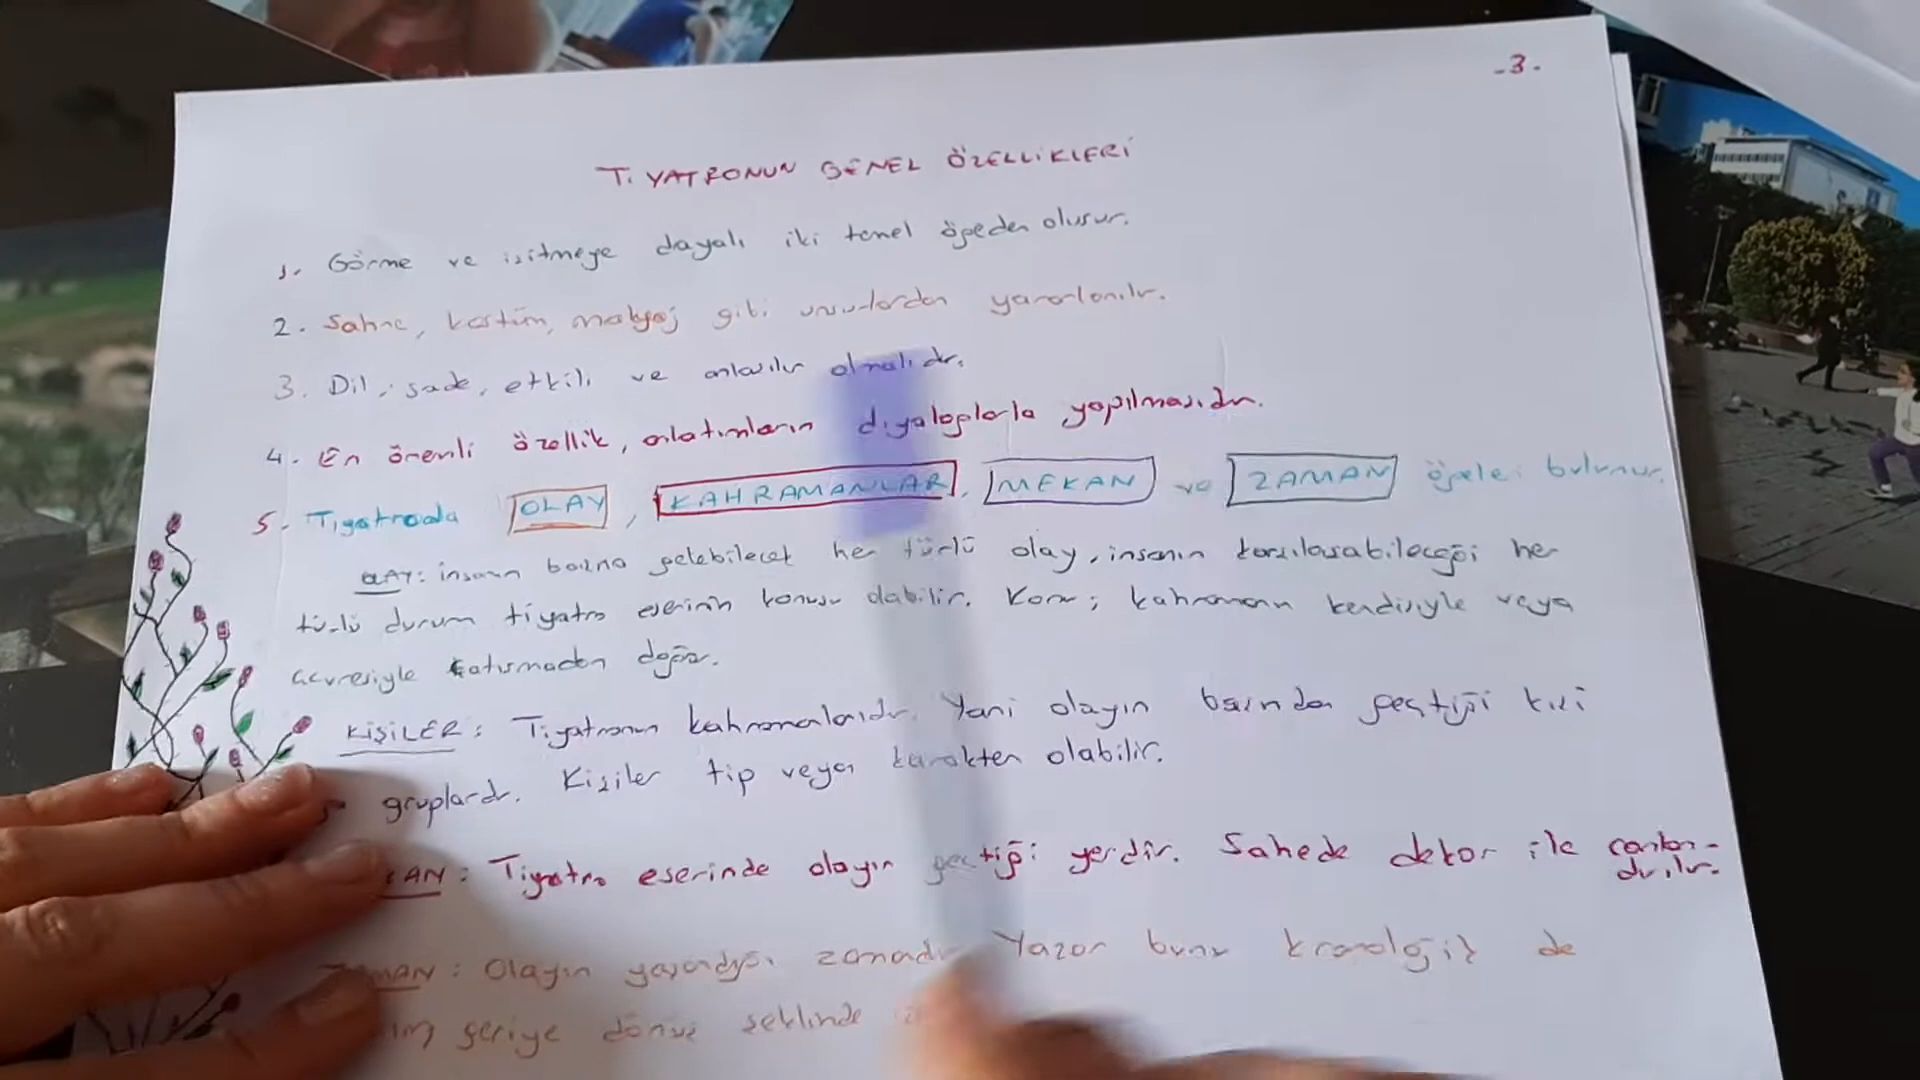 -3-
TİYATRONUN GENEL ÖZELLİKLERİ
1. Görme ve işitmeye dayalı iki temel öğeden oluşur.
2. Sahne, kostüm, makyaj gibi unsurlardan yararlanılır.
3. Dil, sade, etkili ve anlaşılır olmalıdır.
4. En önemli özellik, anlatımların diyaloglarla yapılmasıdır.
5. Tiyatroda OLAY, KAHRAMANLAR, MEKAN ve ZAMAN öğeleri bulunur.
OLAY: insanın başına gelebilecek her türlü olay, insanın karşılaşabileceği her
türlü durum tiyatro eserinin konusu olabilir. Konu; kahramanın kendisiyle veya
çevresiyle çatışmadan doğar.
KİŞİLER: Tiyatronun kahramanlarıdır. Yani olayın başından geçtiği kişi
gruplardır. Kişiler tip veya karakter olabilir.
KAN: Tiyatro eserinde olayın geçtiği yerdir. Sahnede dekor ile canlan-
dırılır.
MAN: Olayın yaşandığı zamandır Yazar bunu kronolojik de
geriye dönüş şeklinde